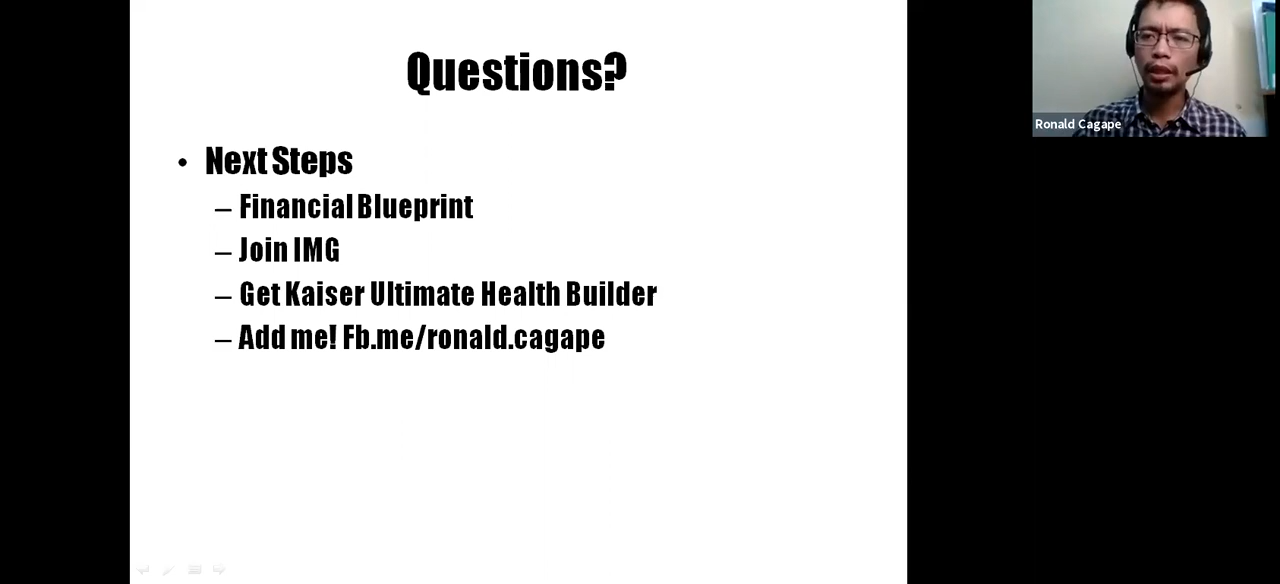 Questions?
• Next Steps
– Financial Blueprint
– Join IMG
– Get Kaiser Ultimate Health Builder
– Add me! Fb.me/ronald.cagape
Ronald Cagape